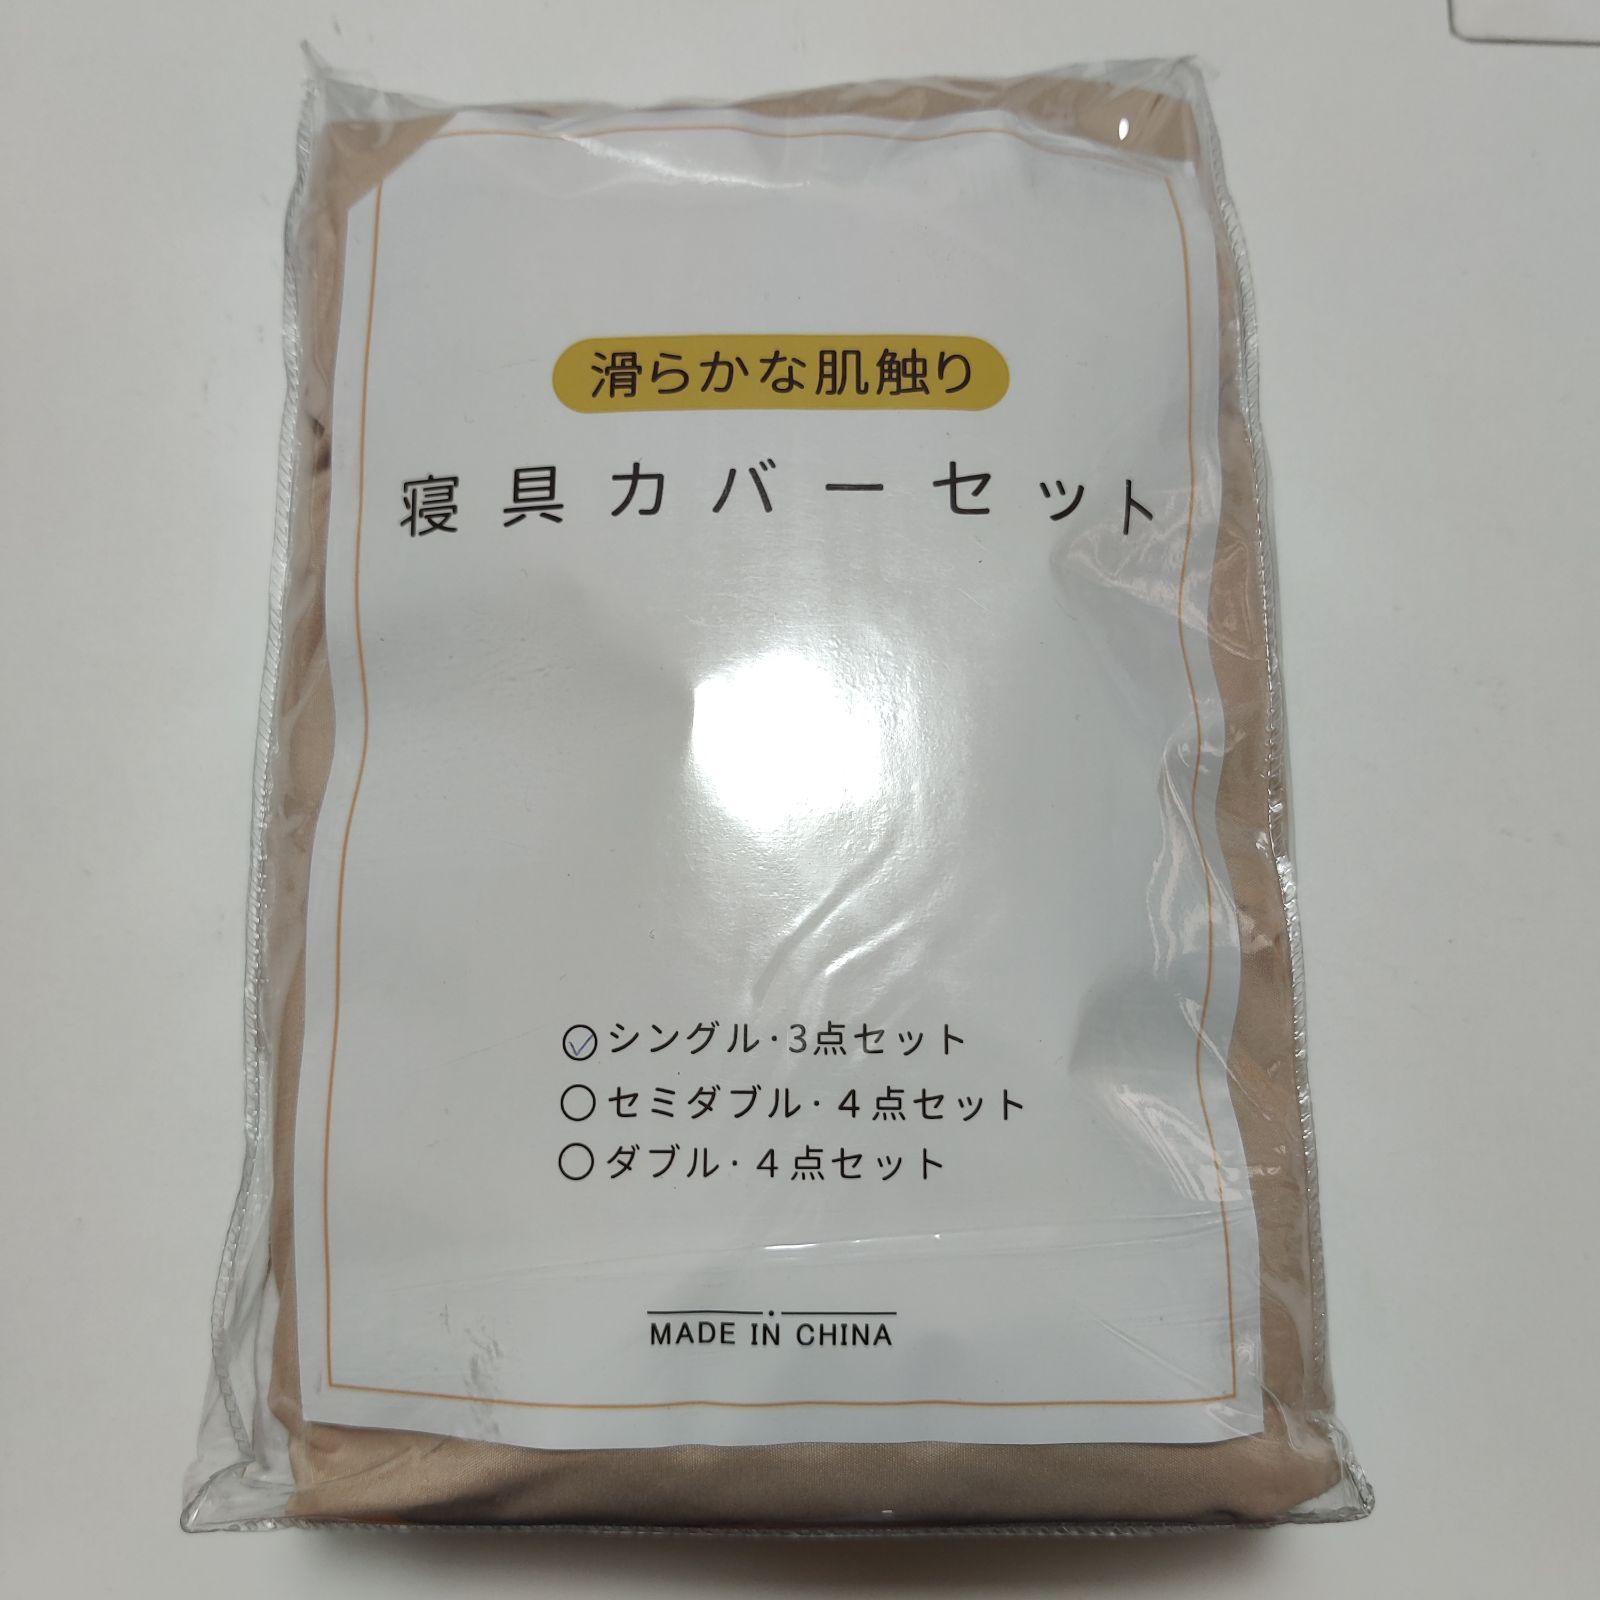 滑らかな肌触り
寝具カバーセット
シングル·3点セット
セミダブル·4点セット
ダブル·4点セット
MADE IN CHINA